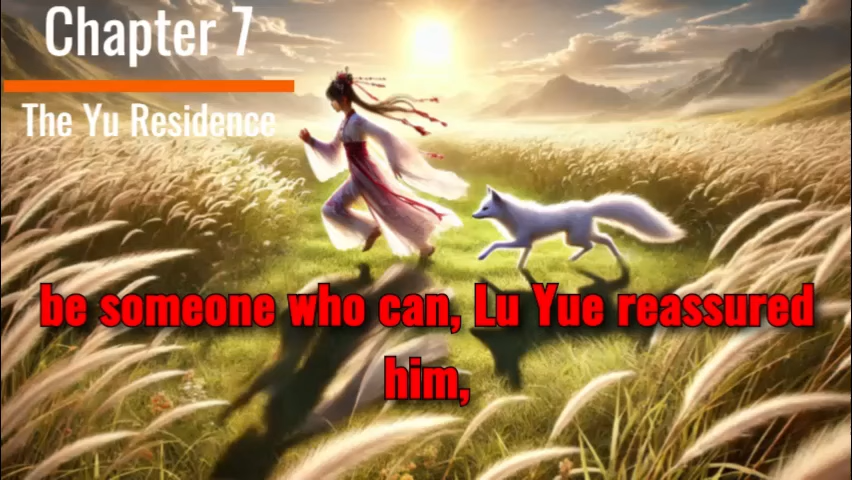 Chapter 7
The Yu Residence
be someone who can, Lu Yue reassured
him,